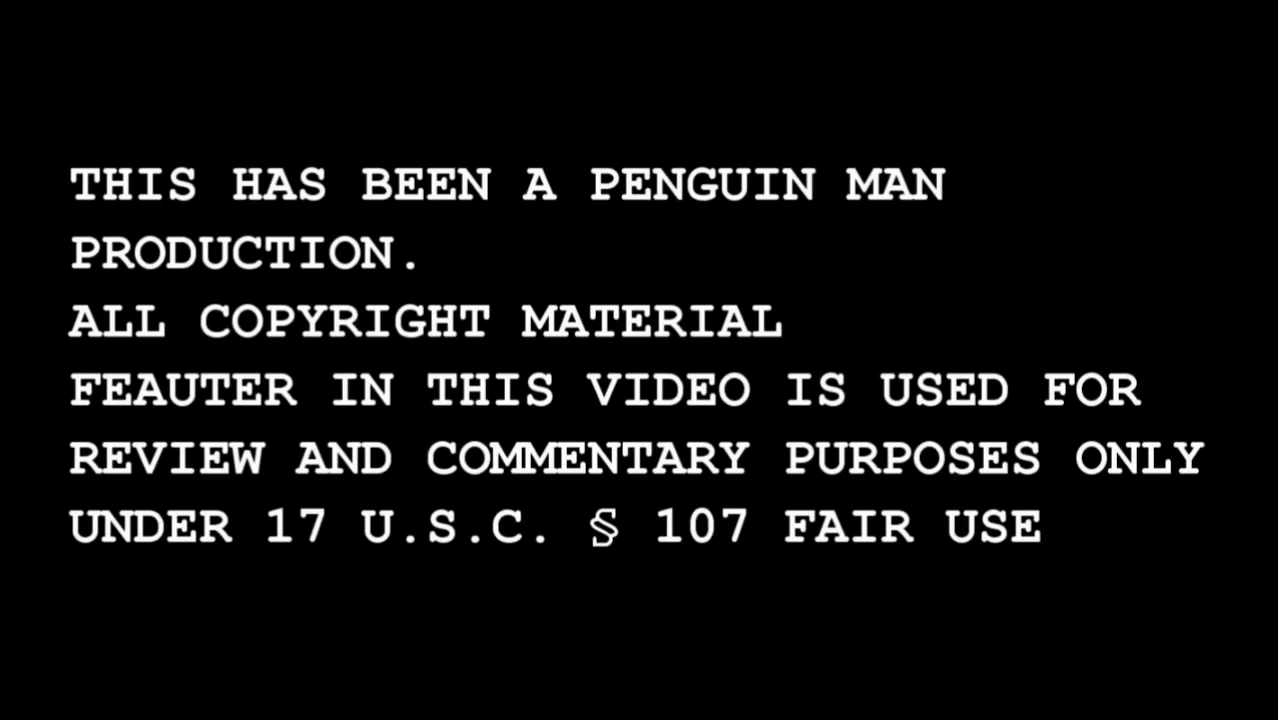 THIS HAS BEEN A PENGUIN MAN
PRODUCTION.
ALL COPYRIGHT MATERIAL
FEAUTER IN THIS VIDEO IS USED FOR
REVIEW AND COMMENTARY PURPOSES ONLY
UNDER 17 U.S.C. § 107 FAIR USE